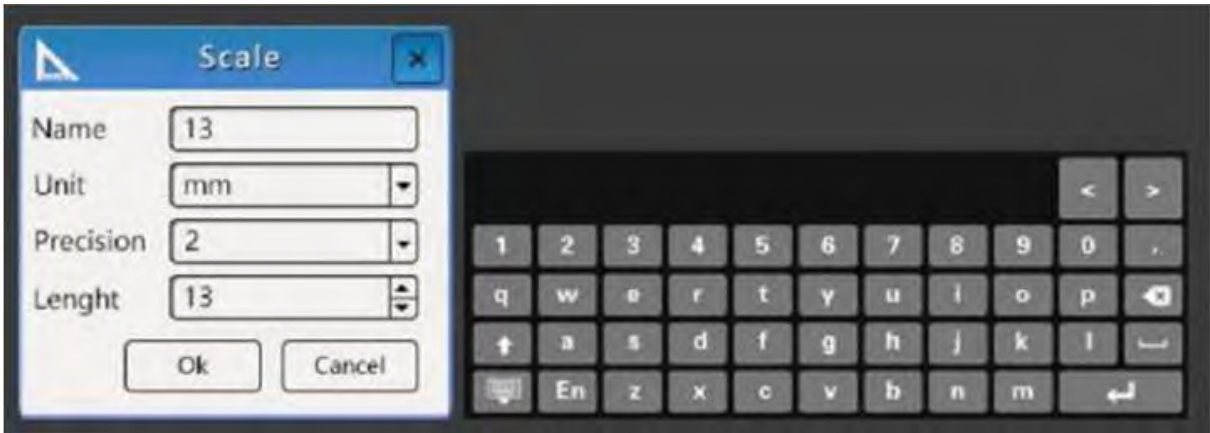 Scale
Name 13
Unit mm
Precision 2
Lenght 13
Ok Cancel
< >
1 2 3 4 5 6 7 8 9 0 .
q w e r t y u i o p
a s d f g h j k l
En z x c v b n m